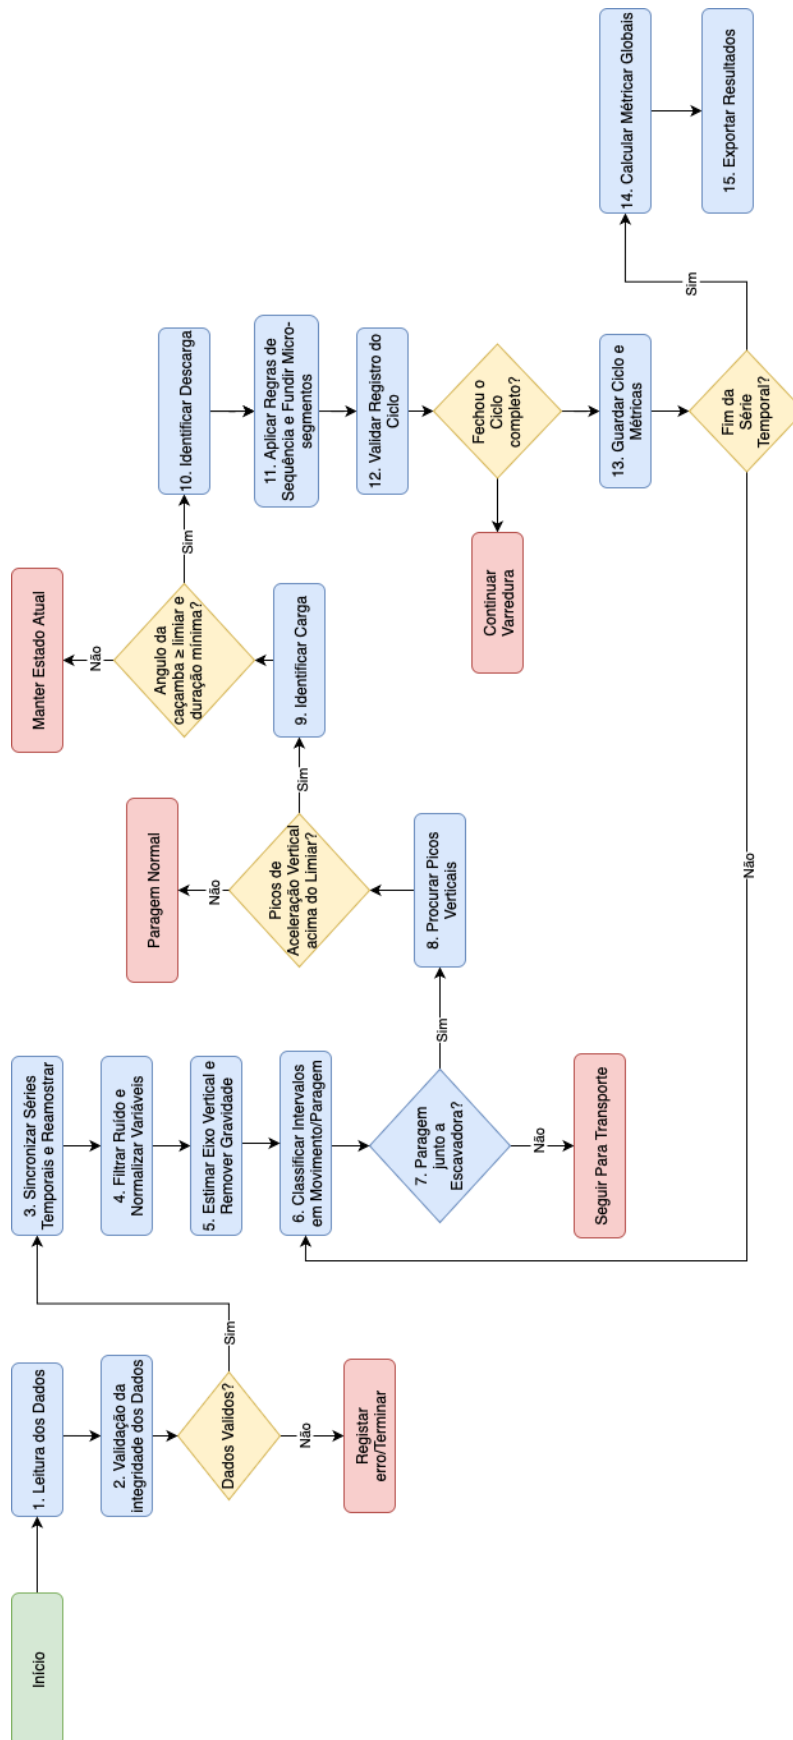 Início
1. Leitura dos Dados
2. Validação da
integridade dos Dados
Dados Validos?
Não
Registar
erro/Terminar
Sim
3. Sincronizar Séries
Temporais e Reamostrar
4. Filtrar Ruído e
Normalizar Variáveis
5. Estimar Eixo Vertical e
Remover Gravidade
6. Classificar Intervalos
em Movimento/Paragem
7. Paragem
junto a
Escavadora?
Não
Seguir Para Transporte
Sim
8. Procurar Picos
Verticais
Picos de
Aceleração Vertical
acima do Limiar?
Não
Paragem Normal
Sim
9. Identificar Carga
Angulo da
caçamba ≥ limiar e
duração mínima?
Não
Manter Estado Atual
Sim
10. Identificar Descarga
11. Aplicar Regras de
Sequência e Fundir Micro-
segmentos
12. Validar Registro do
Ciclo
Fechou o
Ciclo
completo?
Continuar
Varredura
13. Guardar Ciclo e
Métricas
Fim da
Série
Temporal?
Não
Sim
14. Calcular Métricar Globais
15. Exportar Resultados